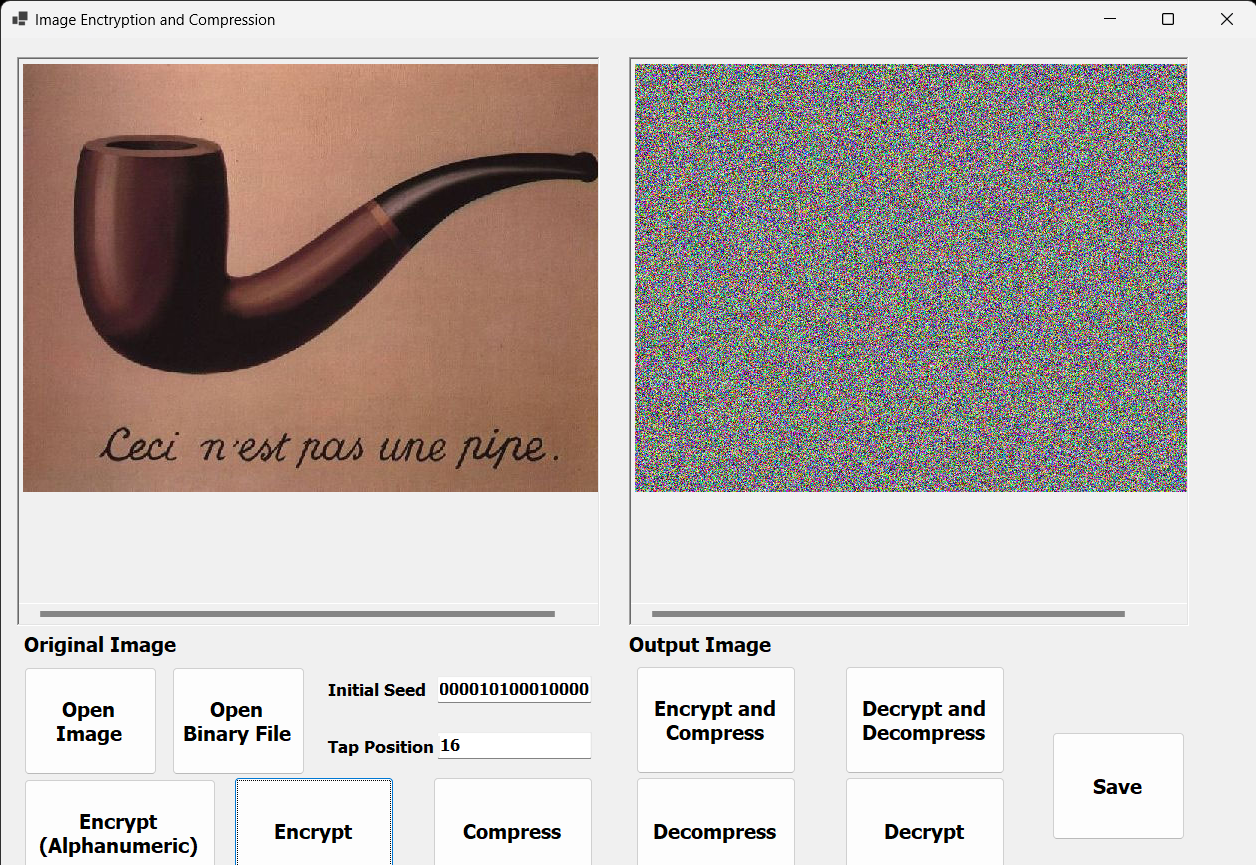 Image Enctryption and Compression
Ceci n'est pas une pipe.
Original Image
Output Image
Open
Image
Open
Binary File
Initial Seed 000010100010000
Tap Position 16
Encrypt and
Compress
Decrypt and
Decompress
Save
Encrypt
(Alphanumeric)
Encrypt
Compress
Decompress
Decrypt